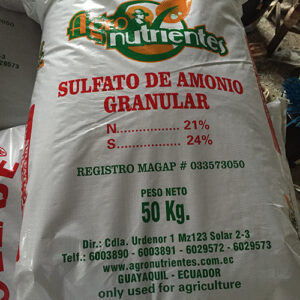 Agro
nutrientes
SULFATO DE AMONIO
GRANULAR
N.................. 21%
S.................. 24%
REGISTRO MAGAP # 033573050
PESO NETO
50 Kg.
Dir.: Cdla. Urdenor 1 Mz123 Solar 2-3
Telf.: 6003890 - 6003891 - 6029572 - 6029573
www.agronutrientes.com.ec
GUAYAQUIL - ECUADOR
only used for agriculture